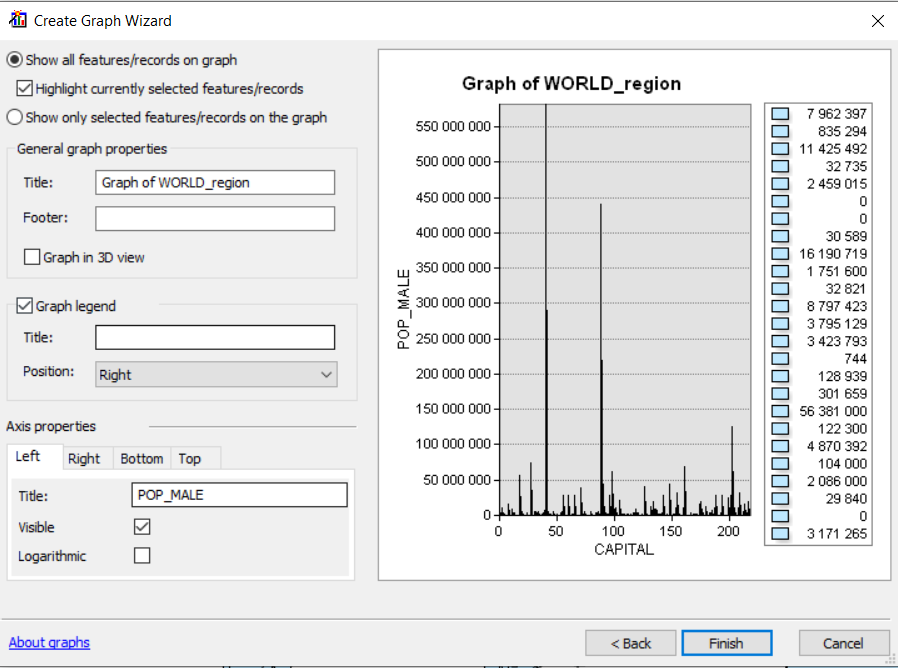 Create Graph Wizard
Show all features/records on graph
Highlight currently selected features/records
Show only selected features/records on the graph
General graph properties
Title: Graph of WORLD_region
Footer:
Graph in 3D view
Graph legend
Title:
Position: Right
Axis properties
Left Right Bottom Top
Title: POP_MALE
Visible
Logarithmic
Graph of WORLD_region
550 000 000
500 000 000
450 000 000
400 000 000
350 000 000
300 000 000
250 000 000
200 000 000
150 000 000
100 000 000
50 000 000
0
POP_MALE
0 50 100 150 200
CAPITAL
7 962 397
835 294
11 425 492
32 735
2 459 015
0
0
30 589
16 190 719
1 751 600
32 821
8 797 423
3 795 129
3 423 793
744
128 939
301 659
56 381 000
122 300
4 870 392
104 000
2 086 000
29 840
0
3 171 265
About graphs
< Back Finish Cancel